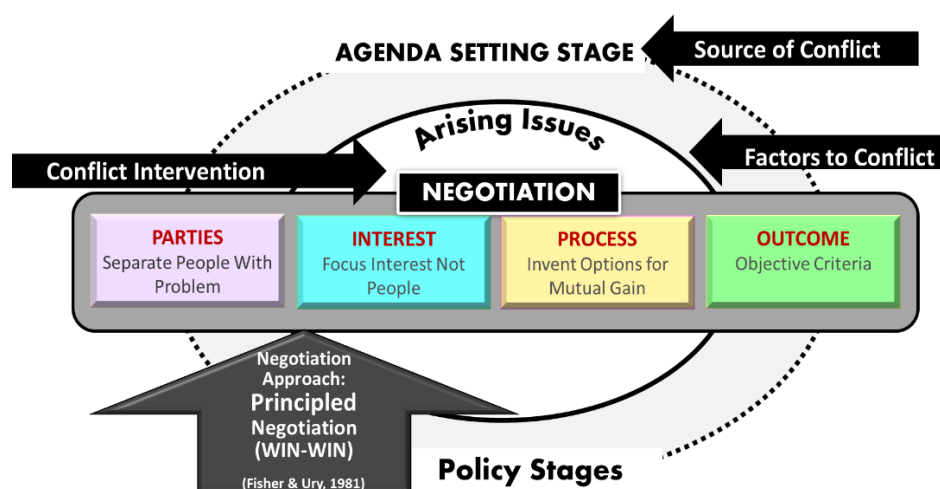 AGENDA SETTING STAGE
Source of Conflict
Arising Issues
Factors to Conflict
Conflict Intervention
NEGOTIATION
PARTIES
Separate People With
Problem
INTEREST
Focus Interest Not
People
PROCESS
Invent Options for
Mutual Gain
OUTCOME
Objective Criteria
Negotiation
Approach:
Principled
Negotiation
(WIN-WIN)
(Fisher & Ury, 1981)
Policy Stages